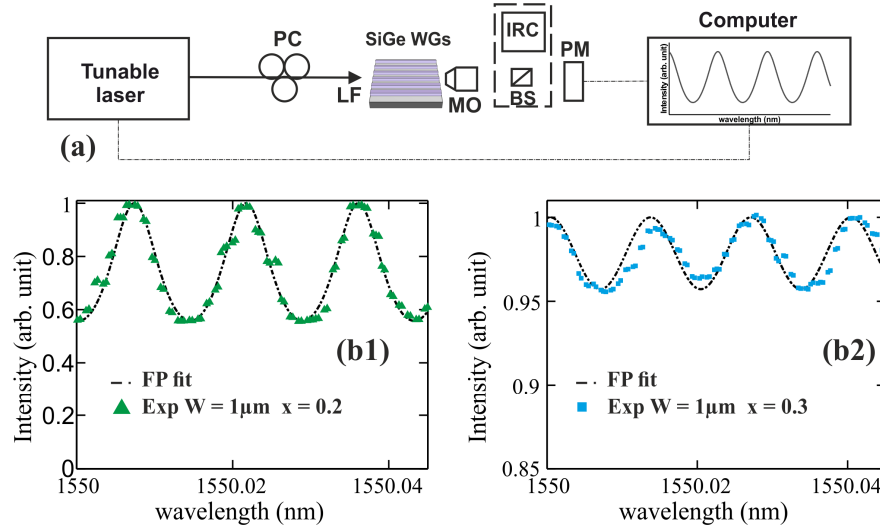 Computer
PC
SiGe WGs
IRC
PM
Tunable
laser
LF
MO
BS
Intensity (arb. unit)
wavelength (nm)
(a)
1
0.8
0.6
0.4
0.2
0
Intensity (arb. unit)
(b1)
FP fit
Exp W = 1µm x = 0.2
1550
1550.02
1550.04
wavelength (nm)
1
0.95
0.9
0.85
Intensity (arb. unit)
(b2)
FP fit
Exp W = 1µm x = 0.3
1550
1550.02
1550.04
wavelength (nm)